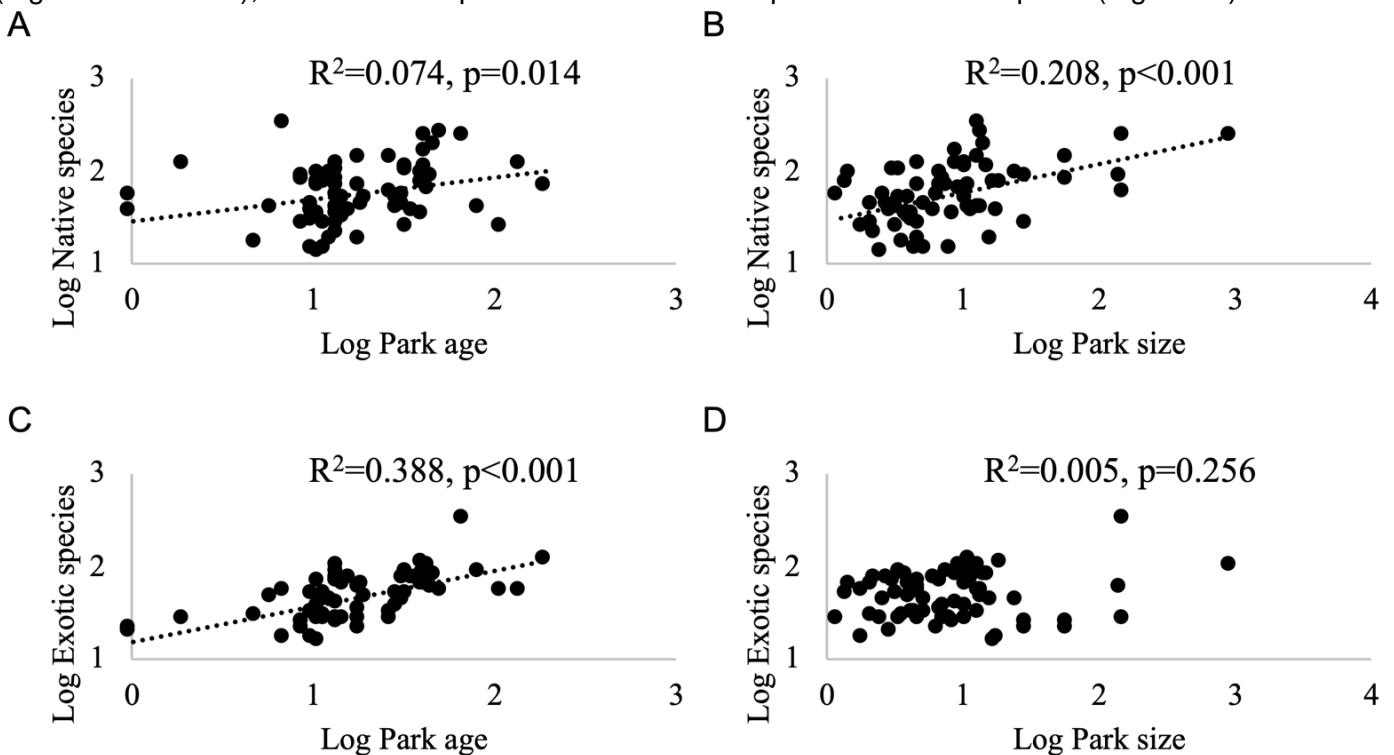 A
R²=0.074, p=0.014
3
2
1
Log Native species
0 1 2 3
Log Park age
B
R²=0.208, p<0.001
3
2
1
Log Native species
0 1 2 3 4
Log Park size
C
R²=0.388, p<0.001
3
2
1
Log Exotic species
0 1 2 3
Log Park age
D
R²=0.005, p=0.256
3
2
1
Log Exotic species
0 1 2 3 4
Log Park size